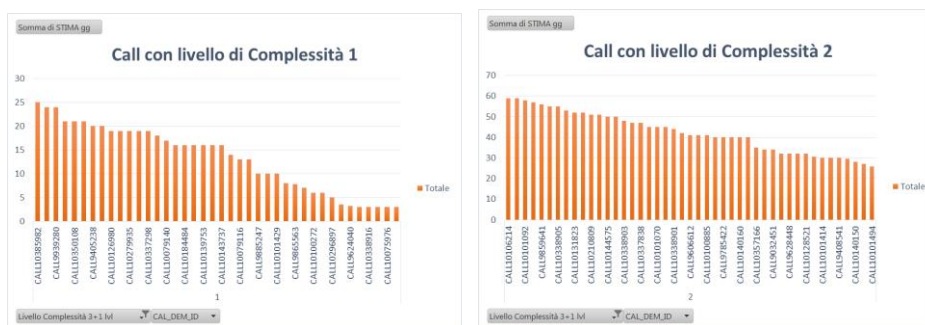 Somma di STIMA gg
Call con livello di Complessità 1
30
25
20
15
10
5
0
CALL10385982
CALL9939280
CALL10350108
CALL9405238
CALL10126980
CALL10279935
CALL10337298
CALL10079140
CALL10184484
CALL10139753
CALL10143737
CALL10079116
CALL9885247
CALL10101429
CALL9865563
CALL10100272
CALL10296897
CALL9624040
CALL10338916
CALL10075976
1
Totale
Livello Complessità 3+1 lvl
CAL_DEM_ID
Somma di STIMA gg
Call con livello di Complessità 2
70
60
50
40
30
20
10
0
CALL10106214
CALL10101092
CALL9859641
CALL10338905
CALL10131823
CALL10210809
CALL10144575
CALL10338903
CALL10337838
CALL10101070
CALL10338901
CALL9606612
CALL10100885
CALL9785422
CALL10140160
CALL10357166
CALL9032451
CALL9628448
CALL10128521
CALL10101414
CALL9408541
CALL10140150
CALL10101494
2
Totale
Livello Complessità 3+1 lvl
CAL_DEM_ID